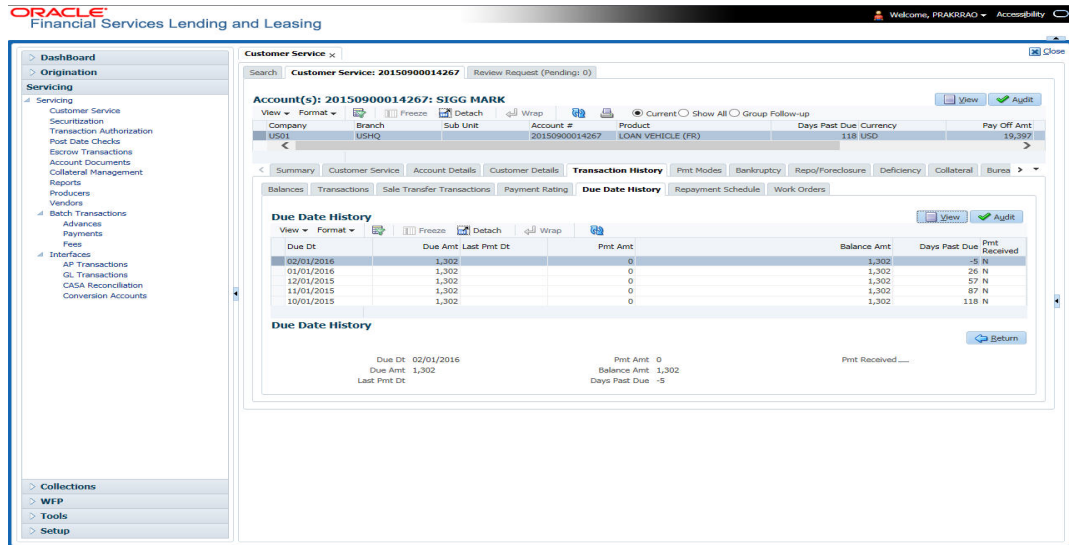 ORACLE
Financial Services Lending and Leasing
Welcome, PRAKRRAO Accessibility
Close
DashBoard
Origination
Servicing
Servicing
Customer Service
Securitization
Transaction Authorization
Post Date Checks
Escrow Transactions
Account Documents
Collateral Management
Reports
Producers
Vendors
Batch Transactions
Advances
Payments
Fees
Interfaces
AP Transactions
GL Transactions
CASA Reconciliation
Conversion Accounts
Collections
WFP
Tools
Setup
Customer Service x
Search Customer Service: 20150900014267 Review Request (Pending: 0)
Account(s): 20150900014267: SIGG MARK
View Audit
View Format Freeze Detach Wrap Current Show All Group Follow-up
Company Branch Sub Unit Account # Product Days Past Due Currency Pay Off Amt
US01 USHQ 20150900014267 LOAN VEHICLE (FR) 118 USD 19,397
Summary Customer Service Account Details Customer Details Transaction History Pmt Modes Bankruptcy Repo/Foreclosure Deficiency Collateral Burea
Balances Transactions Sale Transfer Transactions Payment Rating Due Date History Repayment Schedule Work Orders
Due Date History
View Audit
View Format Freeze Detach Wrap
Due Dt Due Amt Last Pmt Dt Pmt Amt Balance Amt Days Past Due Pmt Received
02/01/2016 1,302 0 1,302 -5 N
01/01/2016 1,302 0 1,302 26 N
12/01/2015 1,302 0 1,302 57 N
11/01/2015 1,302 0 1,302 87 N
10/01/2015 1,302 0 1,302 118 N
Due Date History
Return
Due Dt 02/01/2016 Pmt Amt 0 Pmt Received
Due Amt 1,302 Balance Amt 1,302
Last Pmt Dt Days Past Due -5